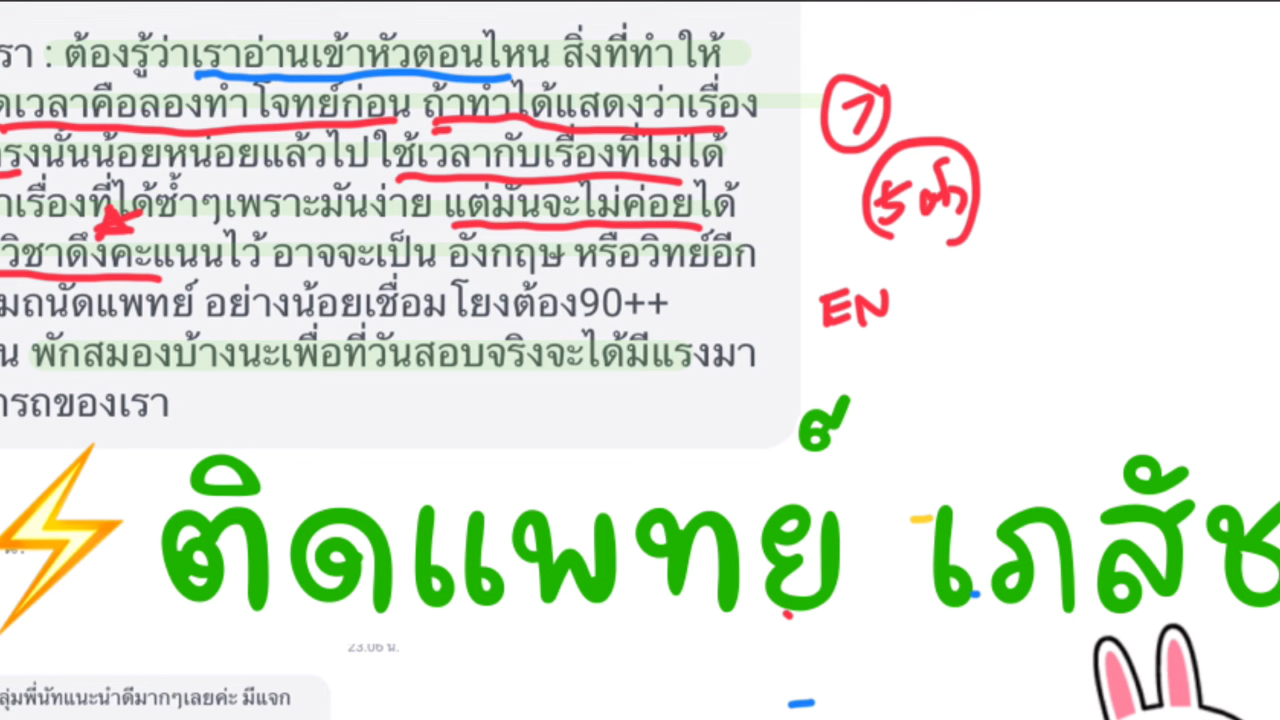 รา : ต้องรู้ว่าเราอ่านเข้าหัวตอนไหน สิ่งที่ทำให้
ดเวลาคือลองทำโจทย์ก่อน ถ้าทำได้แสดงว่าเรื่อง
ตรงนั้นน้อยหน่อยแล้วไปใช้เวลากับเรื่องที่ไม่ได้
เรื่องที่ได้ซ้ำๆเพราะมันง่าย แต่มันจะไม่ค่อยได้
วิชาดึงคะแนนไว้ อาจจะเป็น อังกฤษ หรือวิทย์อีก
มถนัดแพทย์ อย่างน้อยเชื่อมโยงต้อง90++
น พักสมองบ้างนะเพื่อที่วันสอบจริงจะได้มีแรงมา
ารถของเรา
7
EN
ติดแพทย์ เภสัช
23.06 น.
ลุ่มพี่นัทแนะนำดีมากๆเลยค่ะ มีแจก